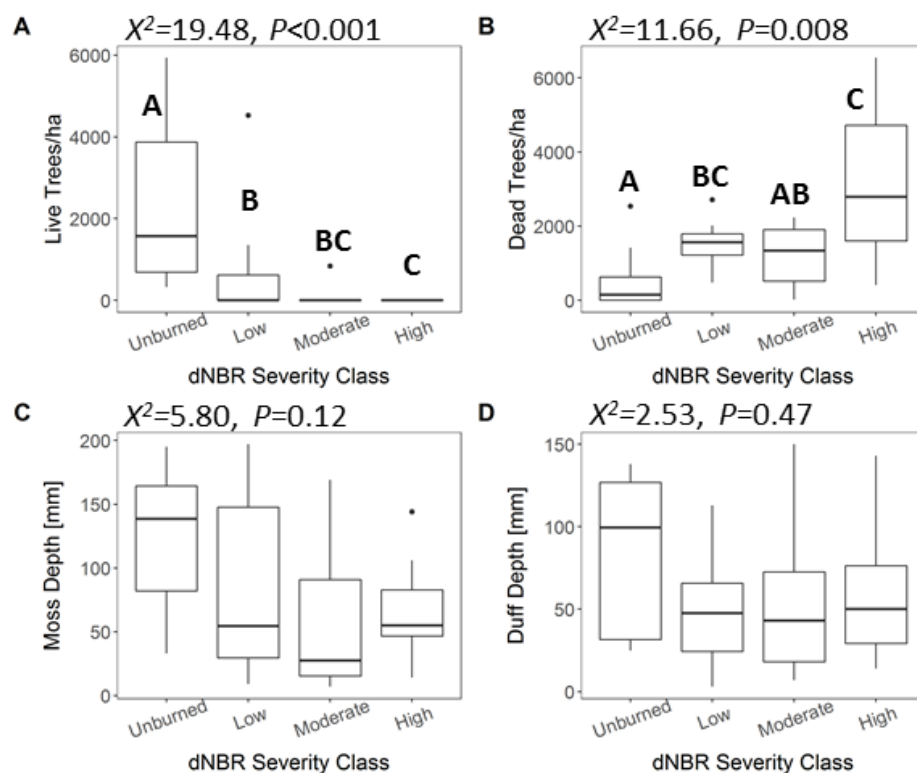 A X²=19.48, P<0.001
Live Trees/ha
6000
4000
2000
0
A
B
BC
C
Unburned Low Moderate High
dNBR Severity Class
B X²=11.66, P=0.008
Dead Trees/ha
6000
4000
2000
0
A
BC
AB
C
Unburned Low Moderate High
dNBR Severity Class
C X²=5.80, P=0.12
Moss Depth [mm]
200
150
100
50
0
Unburned Low Moderate High
dNBR Severity Class
D X²=2.53, P=0.47
Duff Depth [mm]
150
100
50
0
Unburned Low Moderate High
dNBR Severity Class